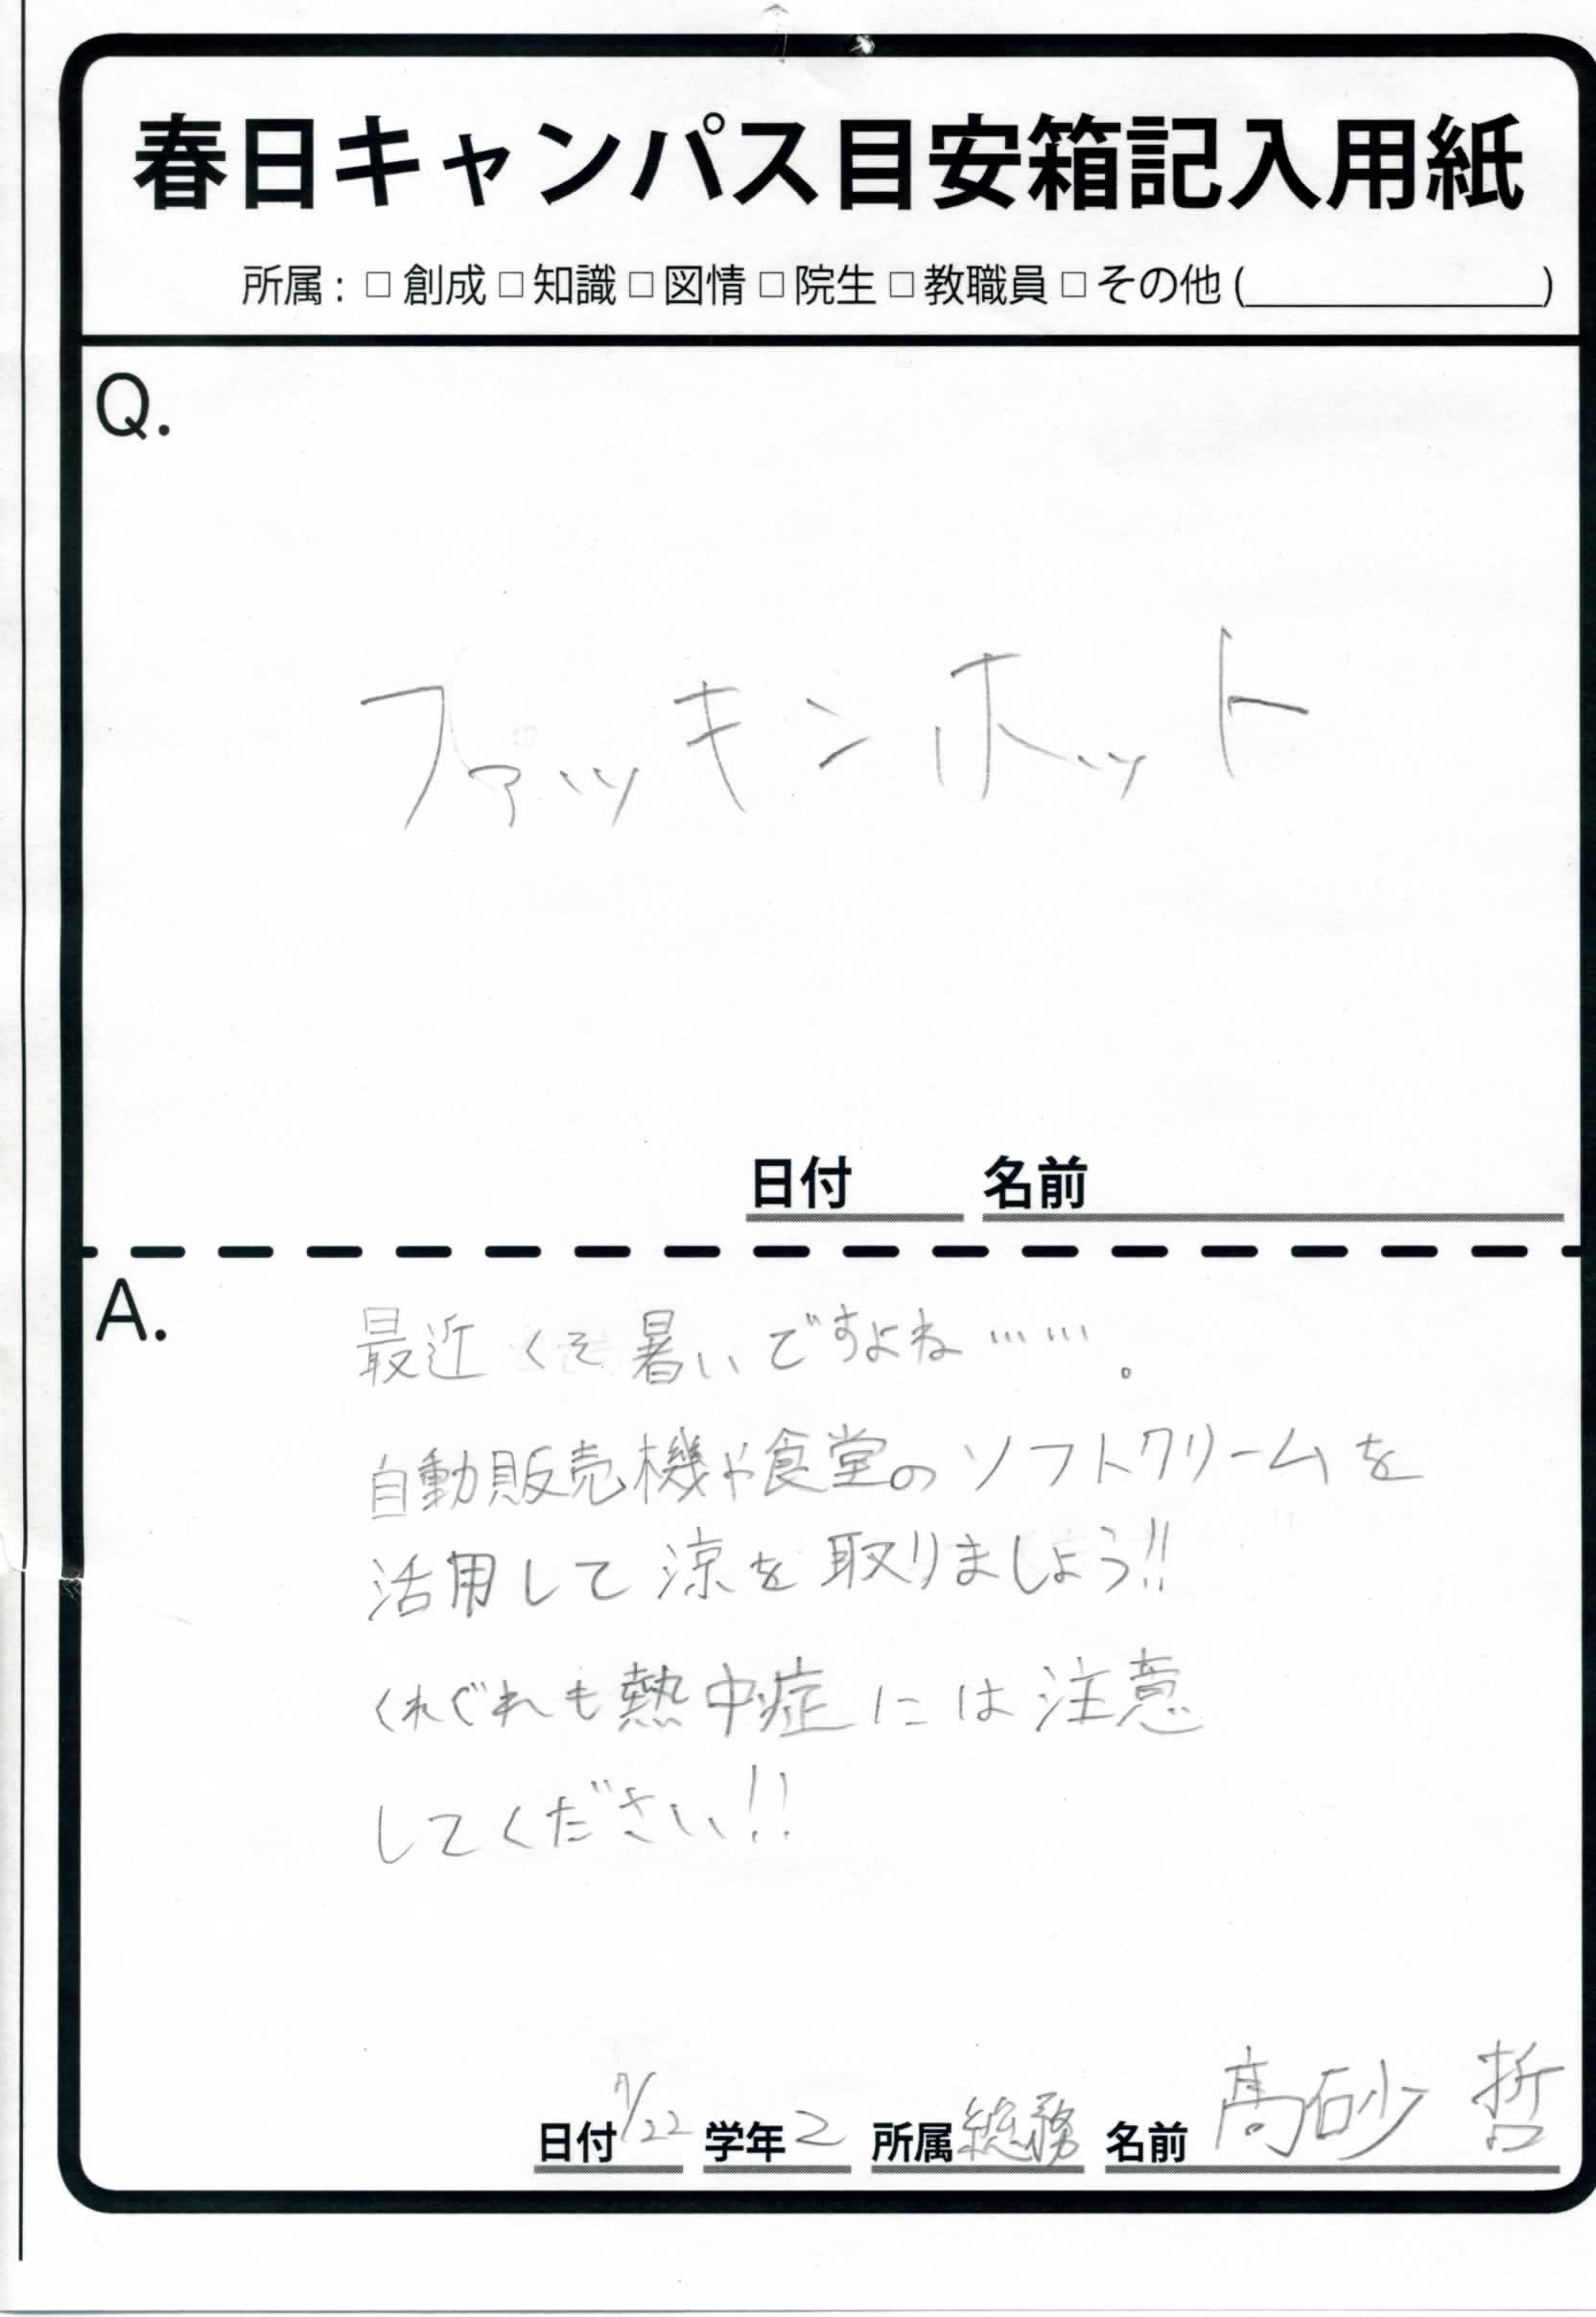 春日キャンパス目安箱記入用紙
所属：□ 創成 □ 知識 □ 図情 □ 院生 □ 教職員 □ その他 (　　　　　　)
Q.
ファッキンホット
日付　　　名前
A.
最近くそ暑いですよね……。
自動販売機や食堂のソフトクリームを
活用して涼を取りましょう!!
くれぐれも熱中症には注意
してください!!
日付 7/22 学年 2 所属 総務 名前 髙砂 哲